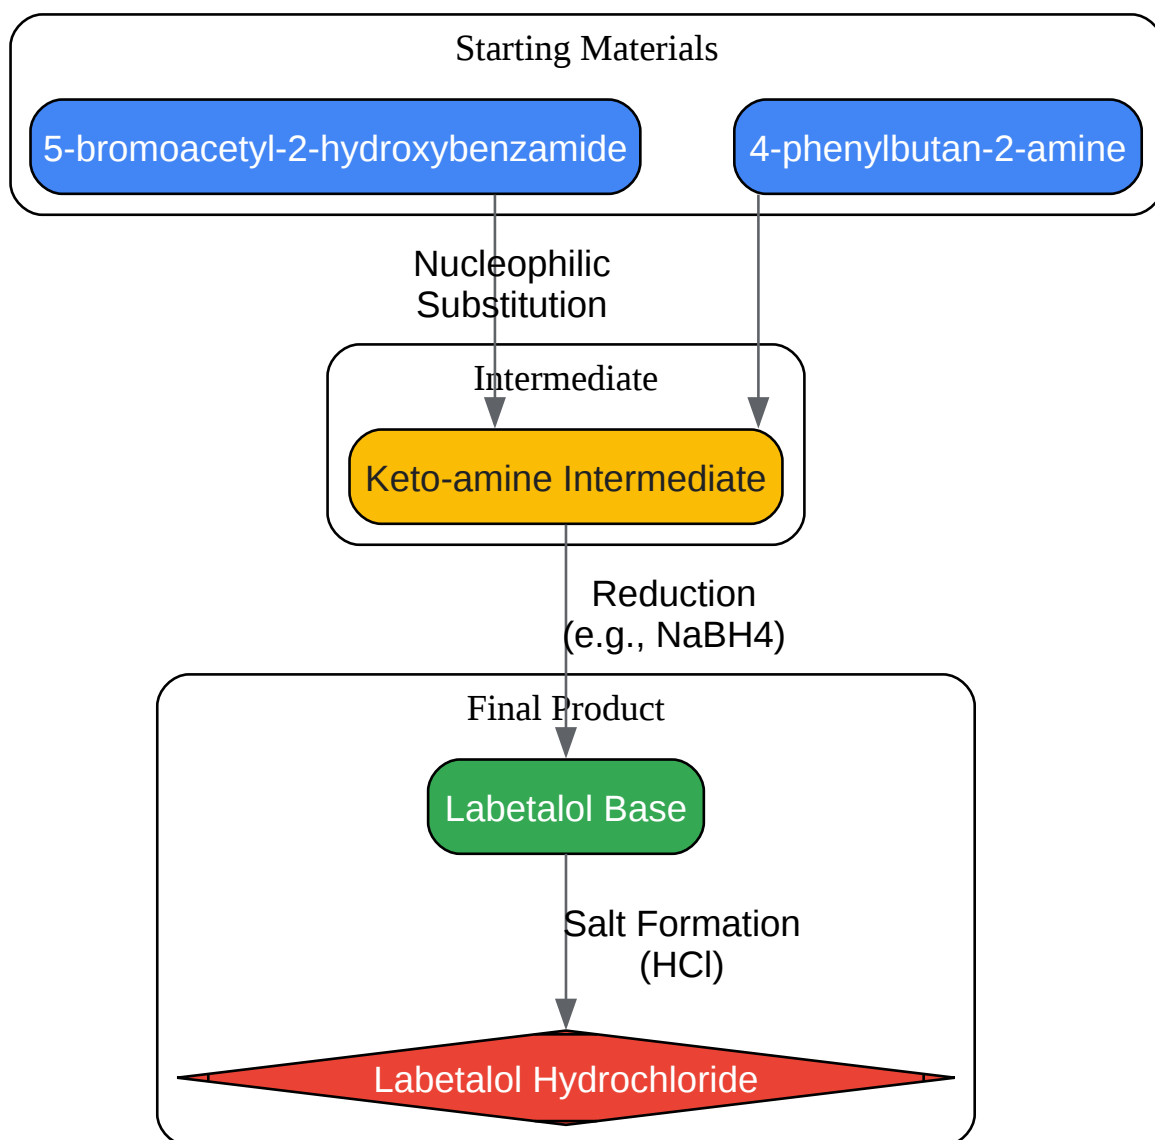 Starting Materials
5-bromoacetyl-2-hydroxybenzamide
4-phenylbutan-2-amine
Nucleophilic
Substitution
Intermediate
Keto-amine Intermediate
Reduction
(e.g., NaBH4)
Final Product
Labetalol Base
Salt Formation
(HCl)
Labetalol Hydrochloride